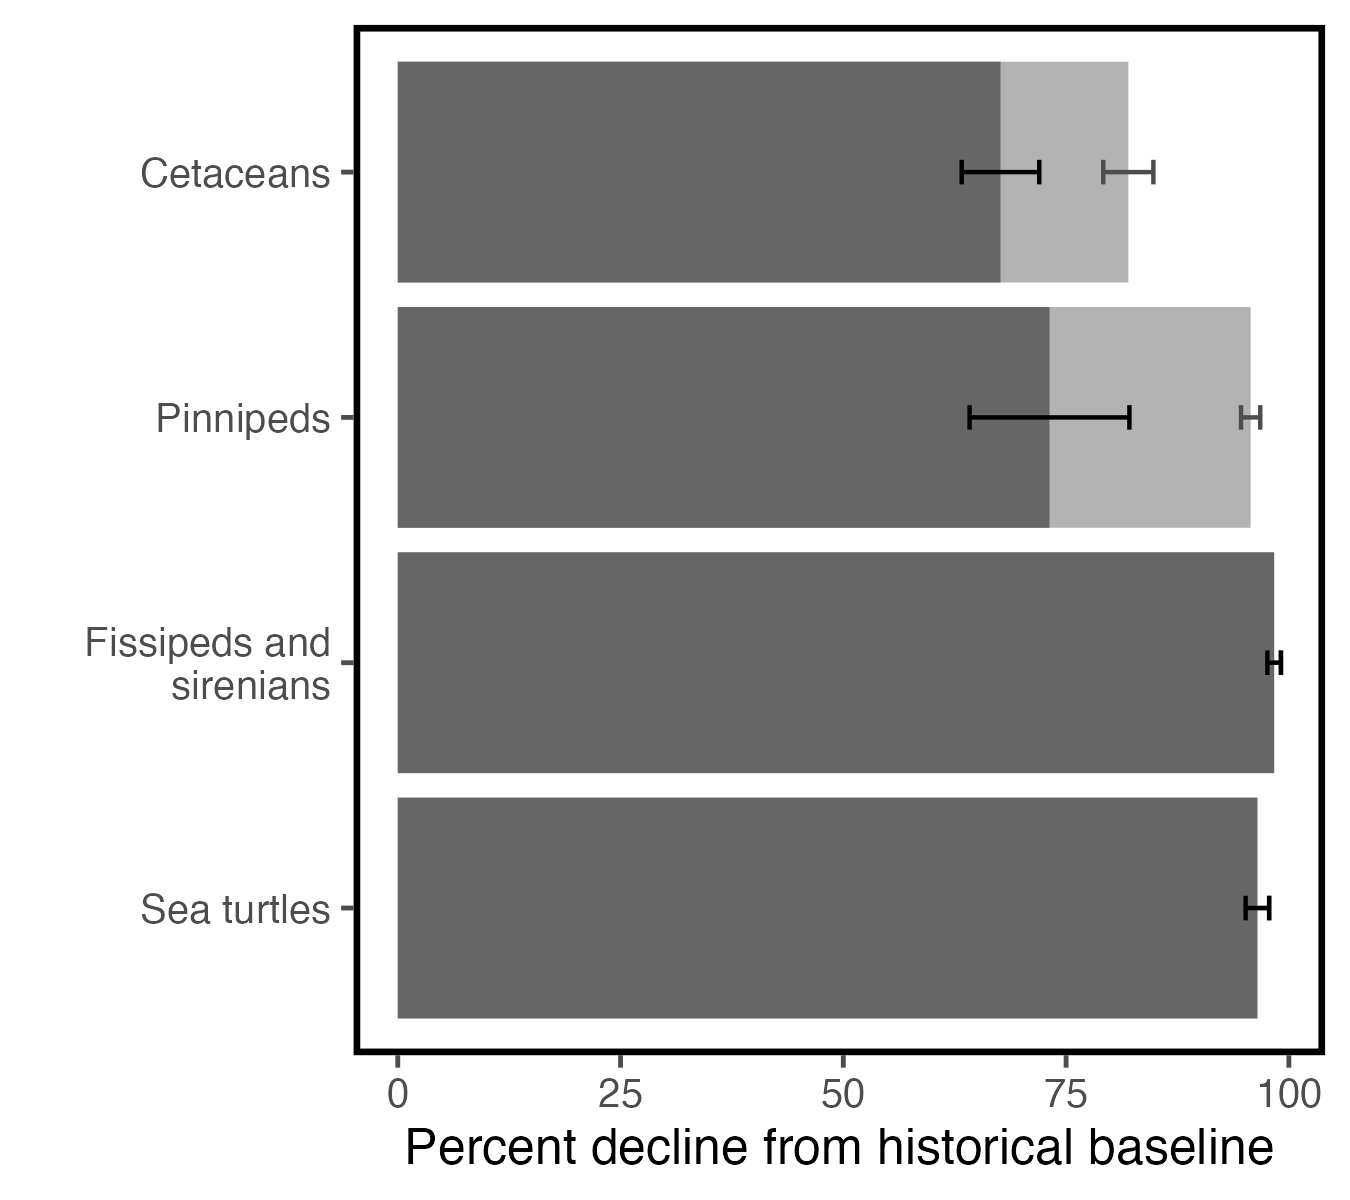 Cetaceans
Pinnipeds
Fissipeds and
sirenians
Sea turtles
0 25 50 75 100
Percent decline from historical baseline